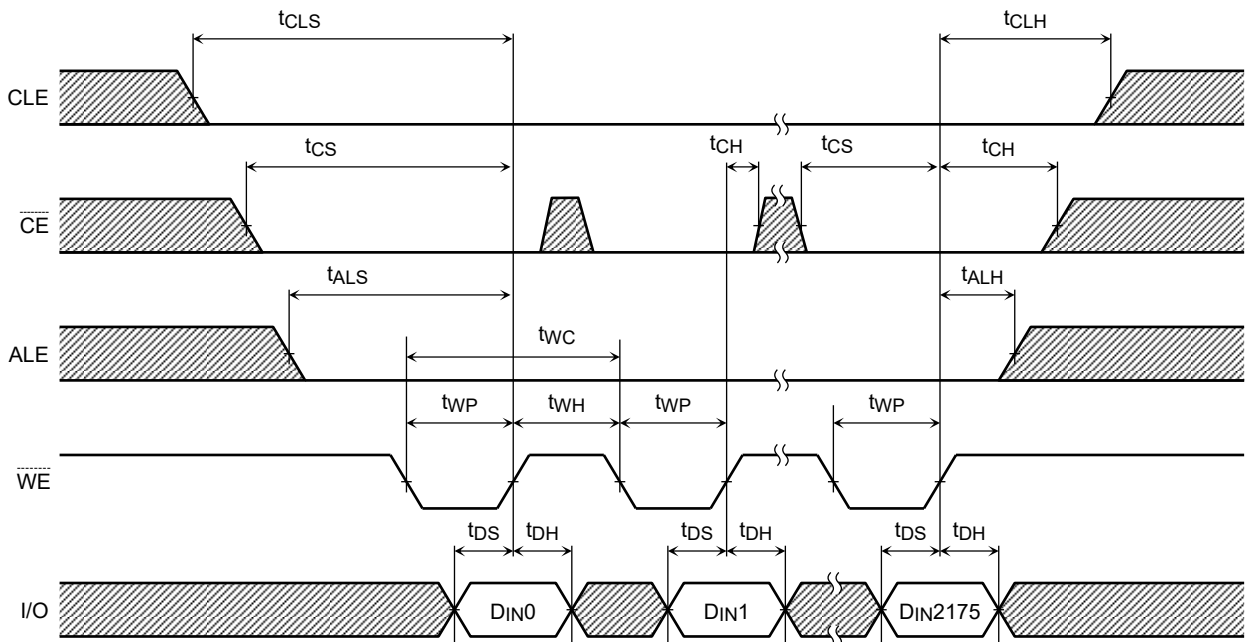 tCLS tCLH
CLE
tCS tCH tCS tCH
CE
tALS tALH
tWC
ALE
tWP tWH tWP tWP
WE
tDS tDH tDS tDH tDS tDH
I/O DIN0 DIN1 DIN2175